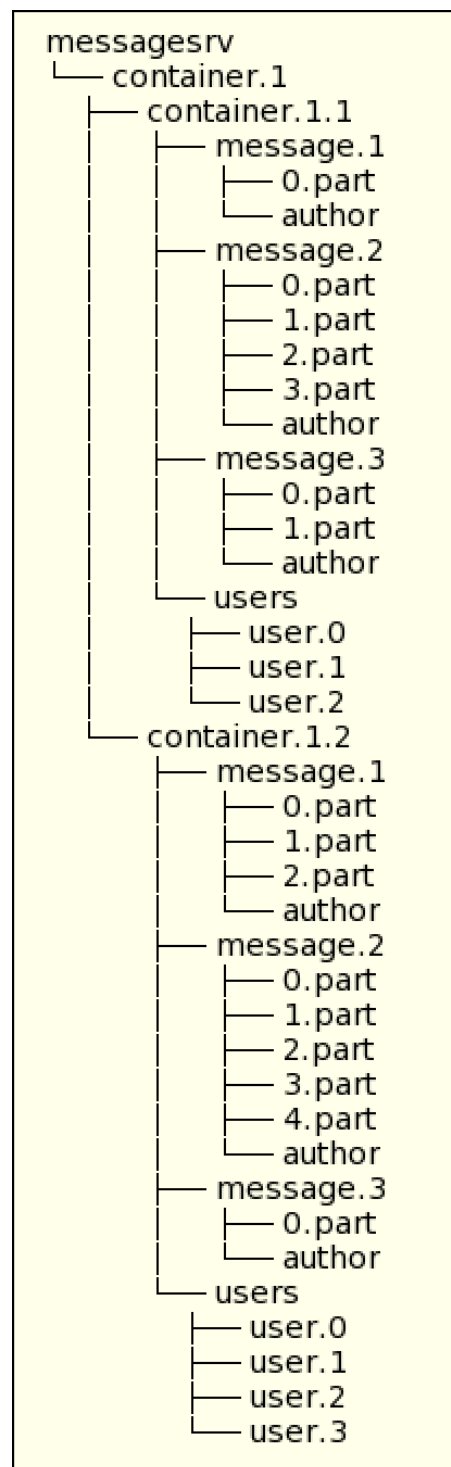 messagesrv
container.1
container.1.1
message.1
0.part
author
message.2
0.part
1.part
2.part
3.part
author
message.3
0.part
1.part
author
users
user.0
user.1
user.2
container.1.2
message.1
0.part
1.part
2.part
author
message.2
0.part
1.part
2.part
3.part
4.part
author
message.3
0.part
author
users
user.0
user.1
user.2
user.3